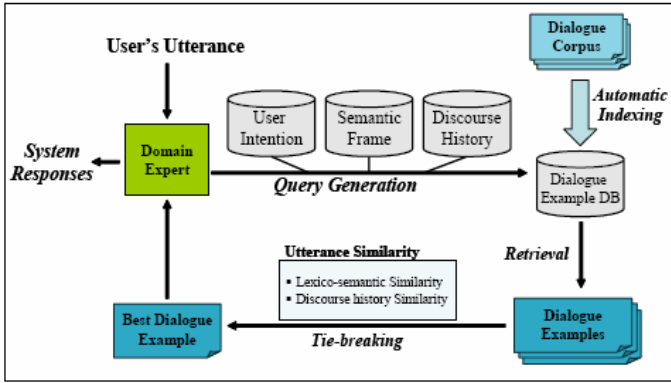 User's Utterance
Dialogue
Corpus
Automatic
Indexing
User
Intention
Semantic
Frame
Discourse
History
System
Responses
Domain
Expert
Query Generation
Dialogue
Example DB
Utterance Similarity
▪ Lexico-semantic Similarity
▪ Discourse history Similarity
Retrieval
Best Dialogue
Example
Tie-breaking
Dialogue
Examples